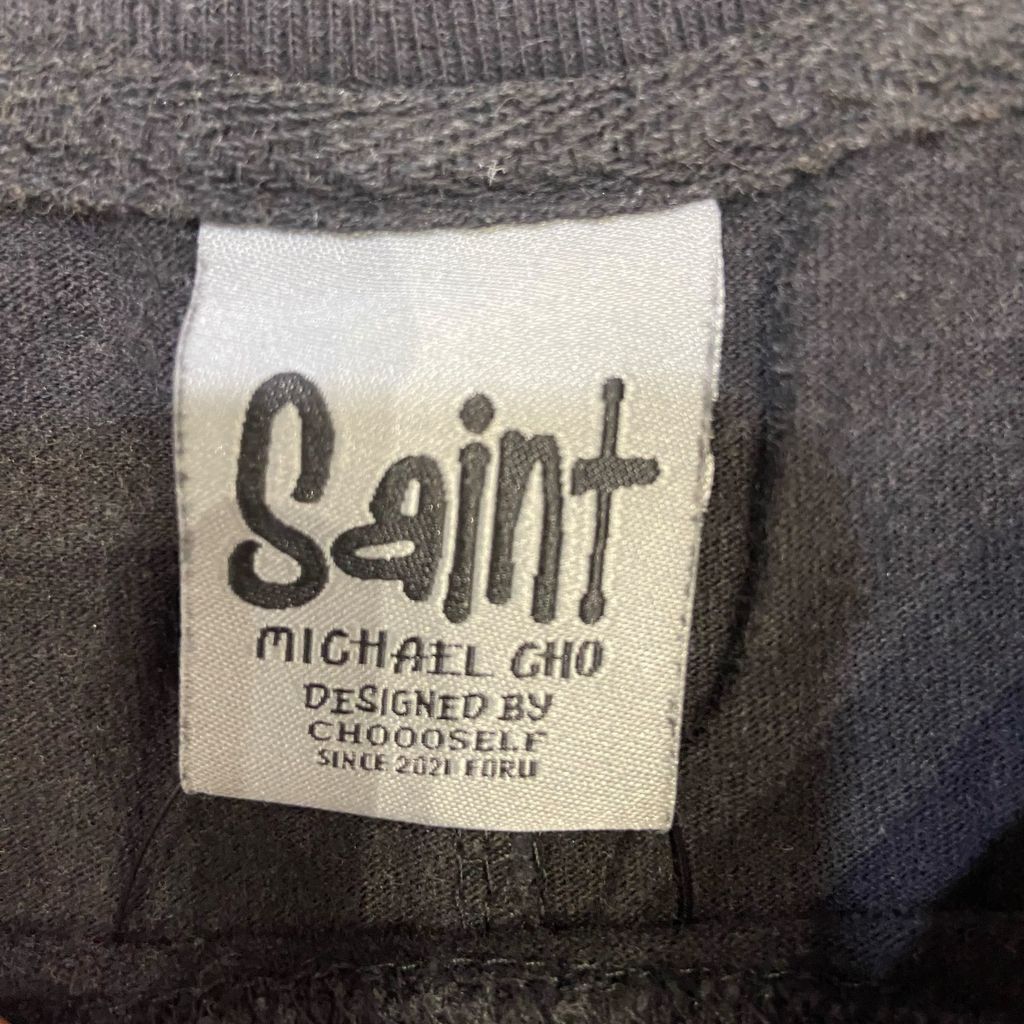 Saint
MICHAEL CHO
DESIGNED BY
CHOOOSELF
SINCE 2021 FORU